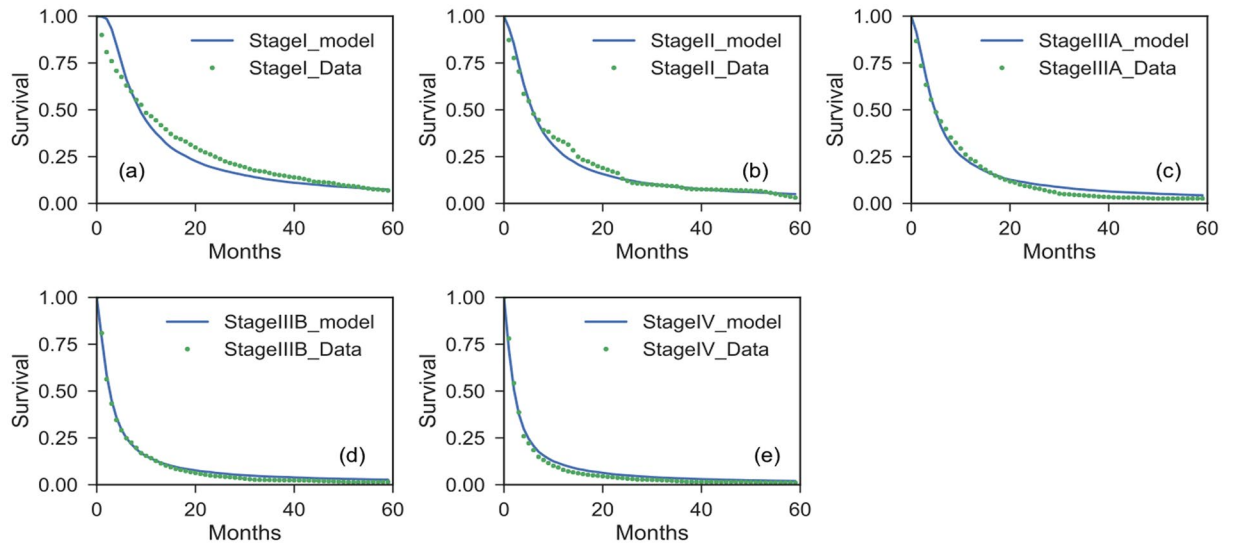 1.00
0.75
0.50
0.25
0.00
Survival
StageI_model
StageI_Data
(a)
0 20 40 60
Months
1.00
0.75
0.50
0.25
0.00
Survival
StageII_model
StageII_Data
(b)
0 20 40 60
Months
1.00
0.75
0.50
0.25
0.00
Survival
StageIIIA_model
StageIIIA_Data
(c)
0 20 40 60
Months
1.00
0.75
0.50
0.25
0.00
Survival
StageIIIB_model
StageIIIB_Data
(d)
0 20 40 60
Months
1.00
0.75
0.50
0.25
0.00
Survival
StageIV_model
StageIV_Data
(e)
0 20 40 60
Months